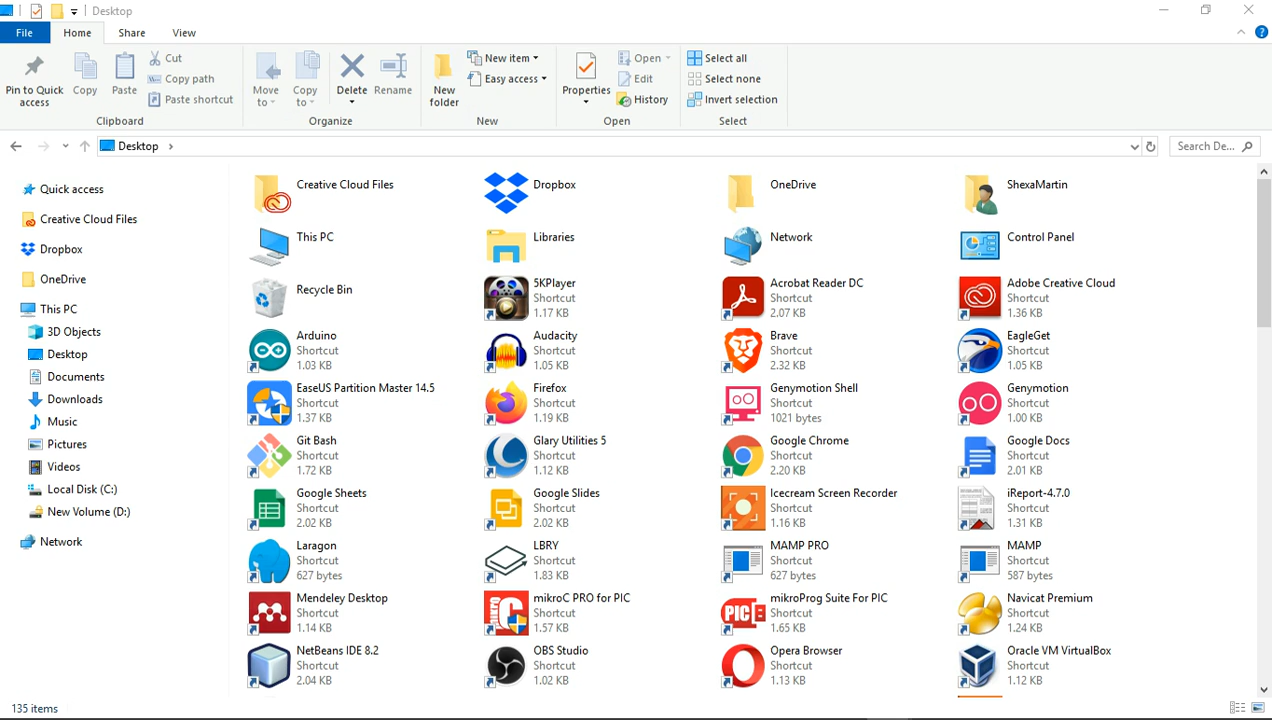 Desktop
File Home Share View
Pin to Quick access
Copy
Paste
Cut
Copy path
Paste shortcut
Clipboard
Move to
Copy to
Delete
Rename
Organize
New folder
New item
Easy access
New
Properties
Open
Edit
History
Open
Select all
Select none
Invert selection
Select
Desktop
Search De...
Quick access
Creative Cloud Files
Dropbox
OneDrive
This PC
3D Objects
Desktop
Documents
Downloads
Music
Pictures
Videos
Local Disk (C:)
New Volume (D:)
Network
Creative Cloud Files
Dropbox
OneDrive
ShexaMartin
This PC
Libraries
Network
Control Panel
Recycle Bin
5KPlayer
Shortcut
1.17 KB
Acrobat Reader DC
Shortcut
2.07 KB
Adobe Creative Cloud
Shortcut
1.36 KB
Arduino
Shortcut
1.03 KB
Audacity
Shortcut
1.05 KB
Brave
Shortcut
2.32 KB
EagleGet
Shortcut
1.05 KB
EaseUS Partition Master 14.5
Shortcut
1.37 KB
Firefox
Shortcut
1.19 KB
Genymotion Shell
Shortcut
1021 bytes
Genymotion
Shortcut
1.00 KB
Git Bash
Shortcut
1.72 KB
Glary Utilities 5
Shortcut
1.12 KB
Google Chrome
Shortcut
2.20 KB
Google Docs
Shortcut
2.01 KB
Google Sheets
Shortcut
2.02 KB
Google Slides
Shortcut
2.02 KB
Icecream Screen Recorder
Shortcut
1.16 KB
iReport-4.7.0
Shortcut
1.31 KB
Laragon
Shortcut
627 bytes
LBRY
Shortcut
1.83 KB
MAMP PRO
Shortcut
627 bytes
MAMP
Shortcut
587 bytes
Mendeley Desktop
Shortcut
1.14 KB
mikroC PRO for PIC
Shortcut
1.57 KB
mikroProg Suite For PIC
Shortcut
1.65 KB
Navicat Premium
Shortcut
1.24 KB
NetBeans IDE 8.2
Shortcut
2.04 KB
OBS Studio
Shortcut
1.02 KB
Opera Browser
Shortcut
1.13 KB
Oracle VM VirtualBox
Shortcut
1.12 KB
135 items